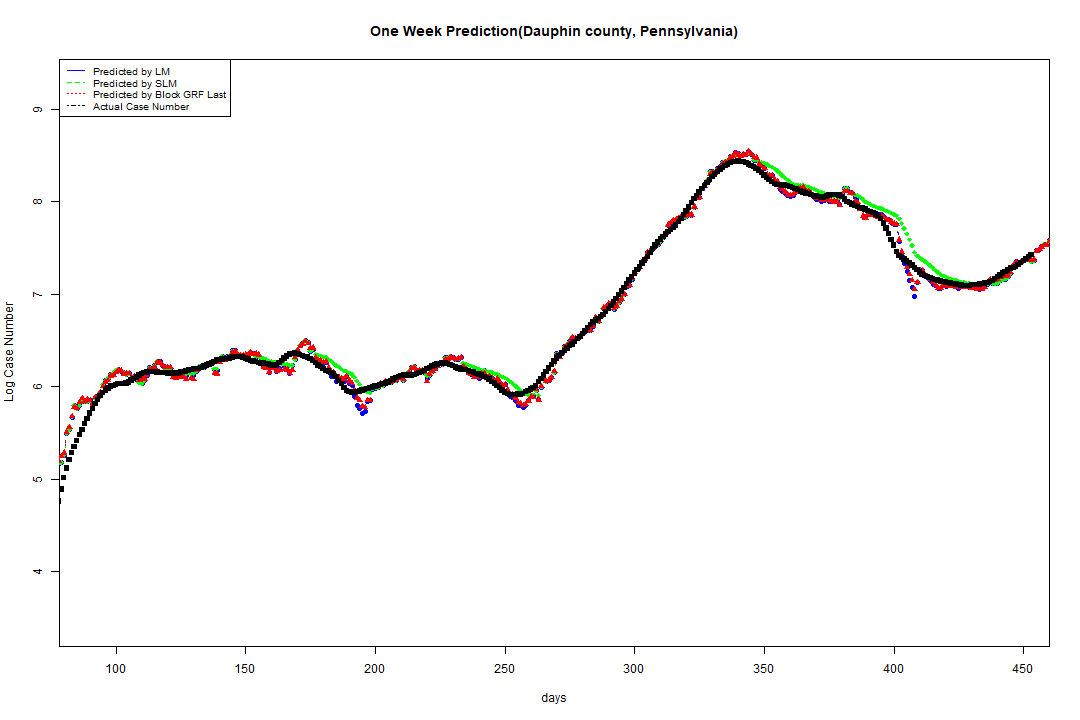 One Week Prediction(Dauphin county, Pennsylvania)
Predicted by LM
Predicted by SLM
Predicted by Block GRF Last
Actual Case Number
9
8
7
6
5
4
Log Case Number
100 150 200 250 300 350 400 450
days